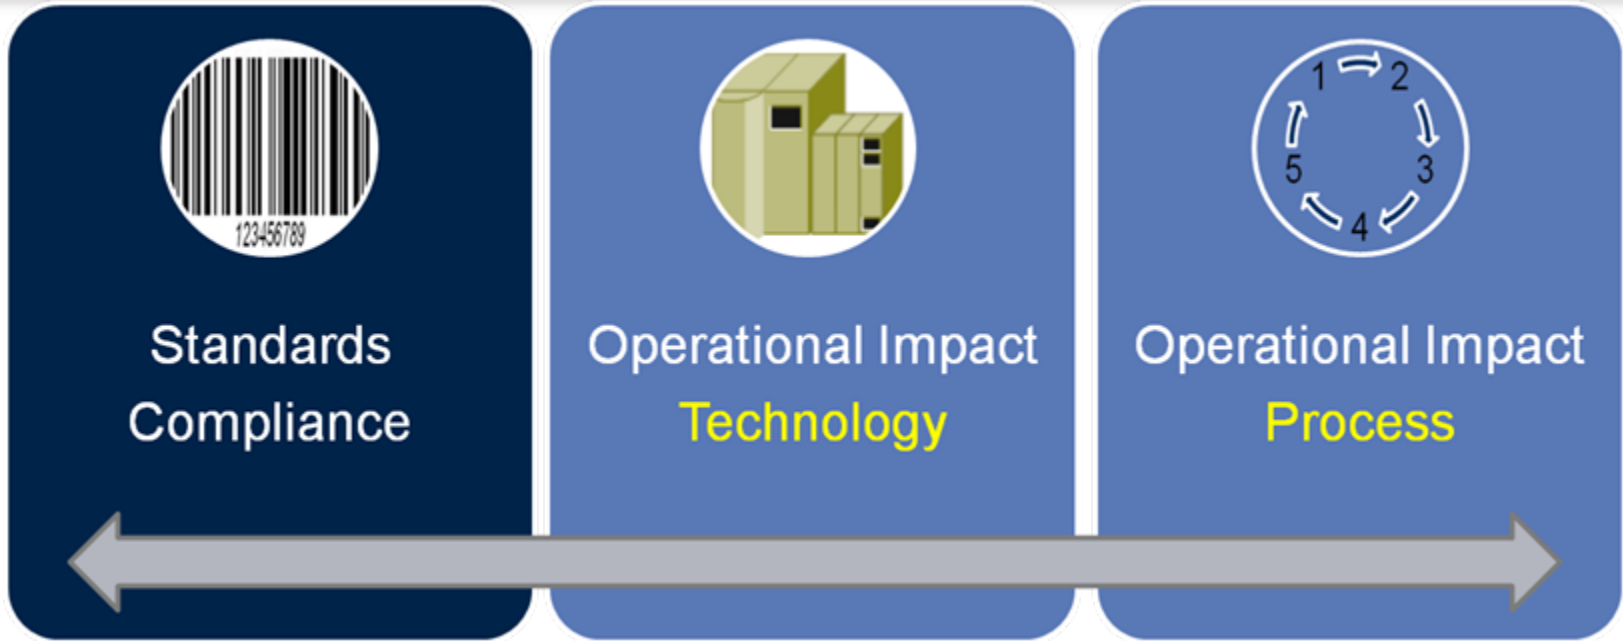 123456789
Standards
Compliance
Operational Impact
Technology
1 2
5 3
4
Operational Impact
Process